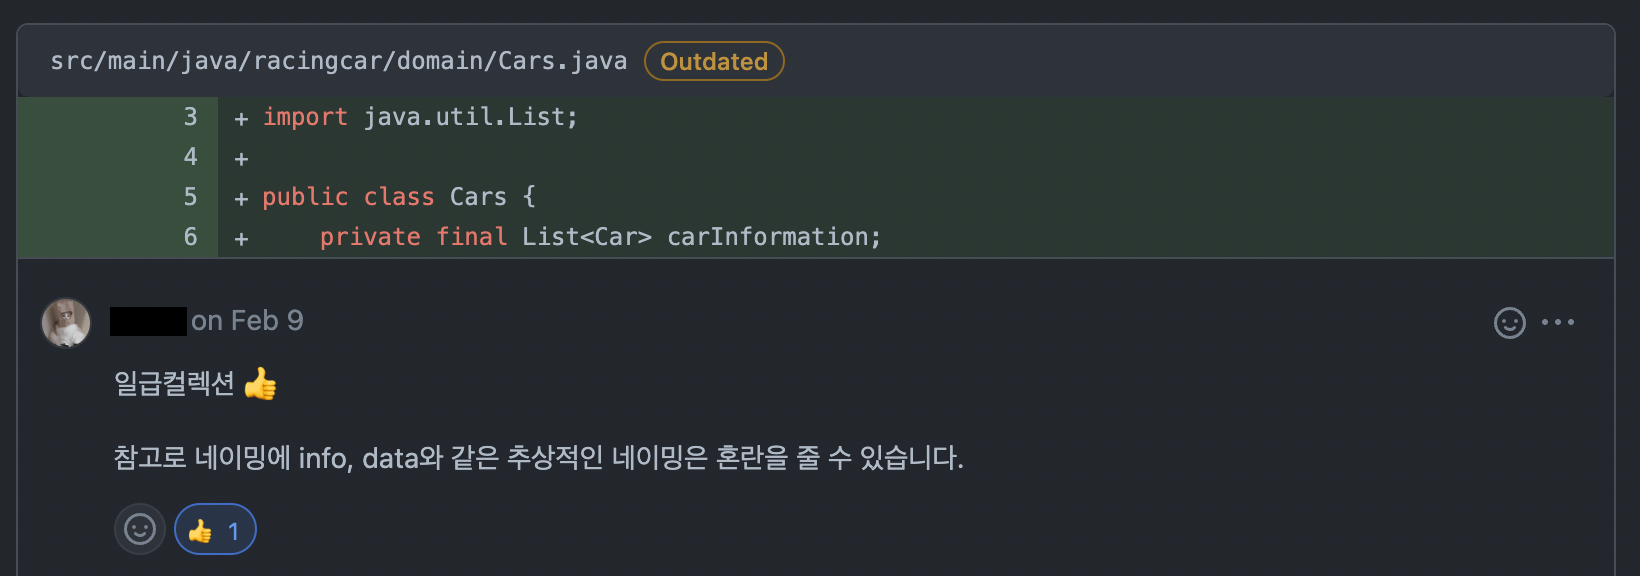 src/main/java/racingcar/domain/Cars.java Outdated
3 + import java.util.List;
4 +
5 + public class Cars {
6 + private final List<Car> carInformation;
on Feb 9
일급컬렉션 👍
참고로 네이밍에 info, data와 같은 추상적인 네이밍은 혼란을 줄 수 있습니다.
👍 1